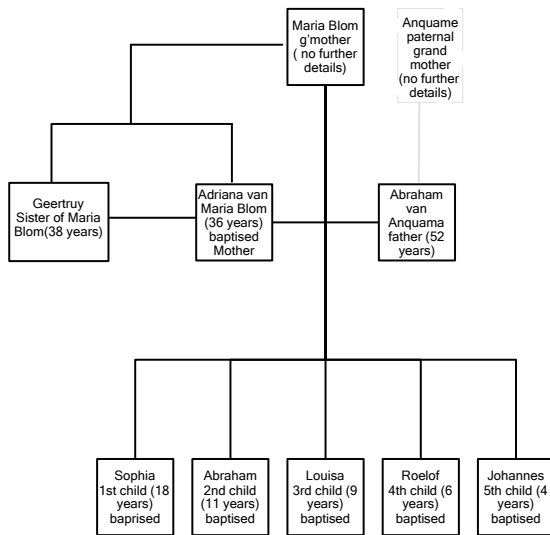 Maria Blom
g'mother
( no further
details)
Anquame
paternal
grand
mother
(no further
details)
Geertruy
Sister of Maria
Blom(38 years)
Adriana van
Maria Blom
(36 years)
baptised
Mother
Abraham
van
Anquama
father (52
years)
Sophia
1st child (18
years)
baprised
Abraham
2nd child
(11 years)
baptised
Louisa
3rd child (9
years)
baptised
Roelof
4th child (6
years)
baptised
Johannes
5th child (4
years)
baptised